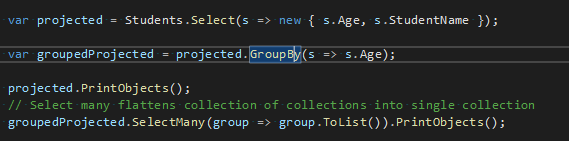 var projected = Students.Select(s => new { s.Age, s.StudentName });
var groupedProjected = projected.GroupBy(s => s.Age);
projected.PrintObjects();
// Select many flattens collection of collections into single collection
groupedProjected.SelectMany(group => group.ToList()).PrintObjects();